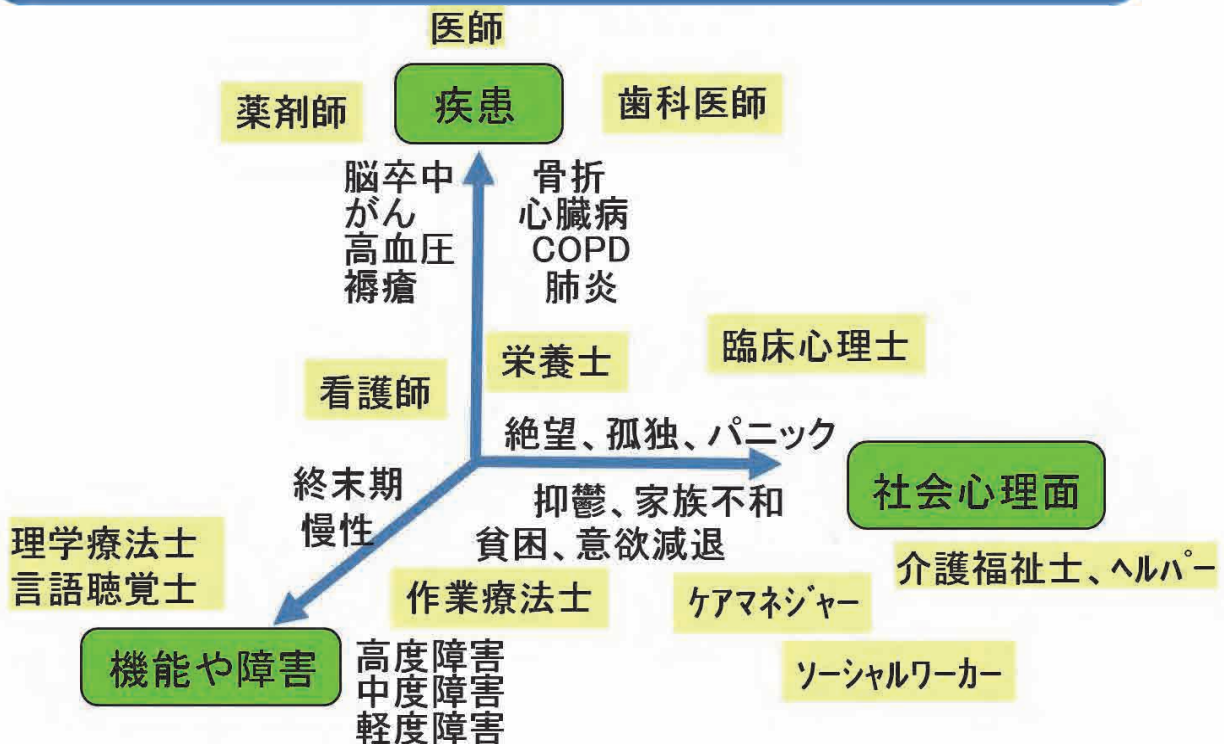 医師
薬剤師
疾患
歯科医師
脳卒中
がん
高血圧
褥瘡
骨折
心臓病
COPD
肺炎
看護師
栄養士
臨床心理士
絶望、孤独、パニック
社会心理面
抑鬱、家族不和
貧困、意欲減退
終末期
慢性
理学療法士
言語聴覚士
作業療法士
ケアマネジャー
介護福祉士、ヘルパー
ソーシャルワーカー
機能や障害
高度障害
中度障害
軽度障害